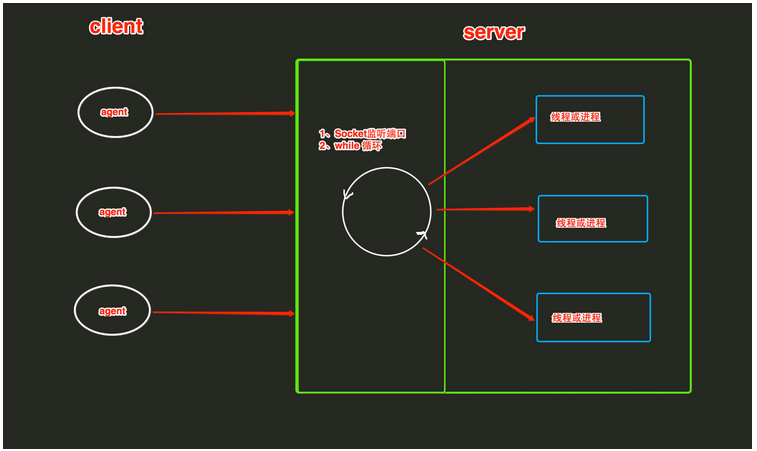 client
server
agent
1、Socket监听端口
2、while 循环
线程或进程
agent
线程或进程
agent
线程或进程